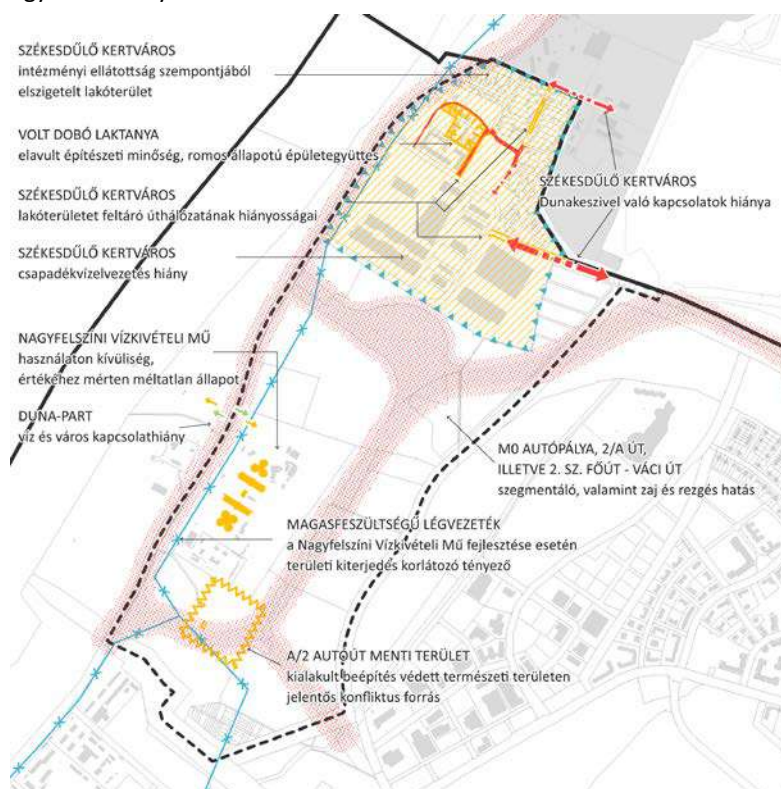 SZÉKESDŰLŐ KERTVÁROS
intézményi ellátottság szempontjából
elszigetelt lakóterület
VOLT DOBÓ LAKTANYA
elavult építészeti minőség, romos állapotú épületegyüttes
SZÉKESDŰLŐ KERTVÁROS
lakóterületet feltáró úthálózatának hiányosságai
SZÉKESDŰLŐ KERTVÁROS
csapadékvízelvezetés hiány
SZÉKESDŰLŐ KERTVÁROS
Dunakeszivel való kapcsolatok hiánya
NAGYFELSZÍNI VÍZKIVÉTELI MŰ
használaton kívüliség,
értékéhez mérten méltatlan állapot
DUNA-PART
víz és város kapcsolathiány
M0 AUTÓPÁLYA, 2/A ÚT,
ILLETVE 2. SZ. FŐÚT - VÁCI ÚT
szegmentáló, valamint zaj és rezgés hatás
MAGASFESZÜLTSÉGŰ LÉGVEZETÉK
a Nagyfelszíni Vízkivételi Mű fejlesztése esetén
területi kiterjedés korlátozó tényező
A/2 AUTOÚT MENTI TERÜLET
kialakult beépítés védett természeti területen
jelentős konfliktus forrás